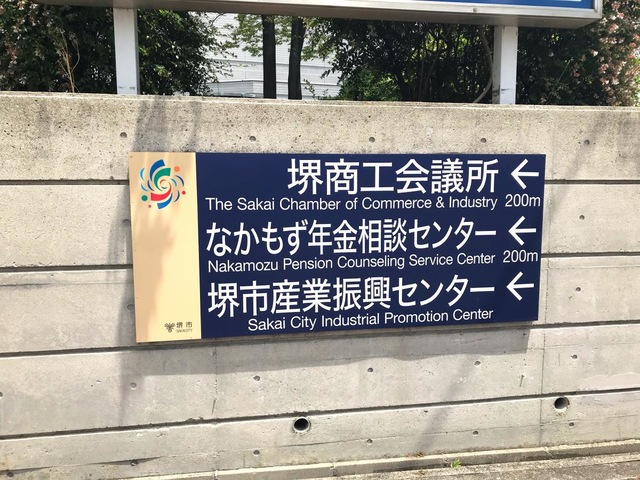 堺商工会議所 ←
The Sakai Chamber of Commerce & Industry 200m
なかもず年金相談センター ←
Nakamozu Pension Counseling Service Center 200m
堺市産業振興センター ←
Sakai City Industrial Promotion Center
堺市
SAKAI CITY